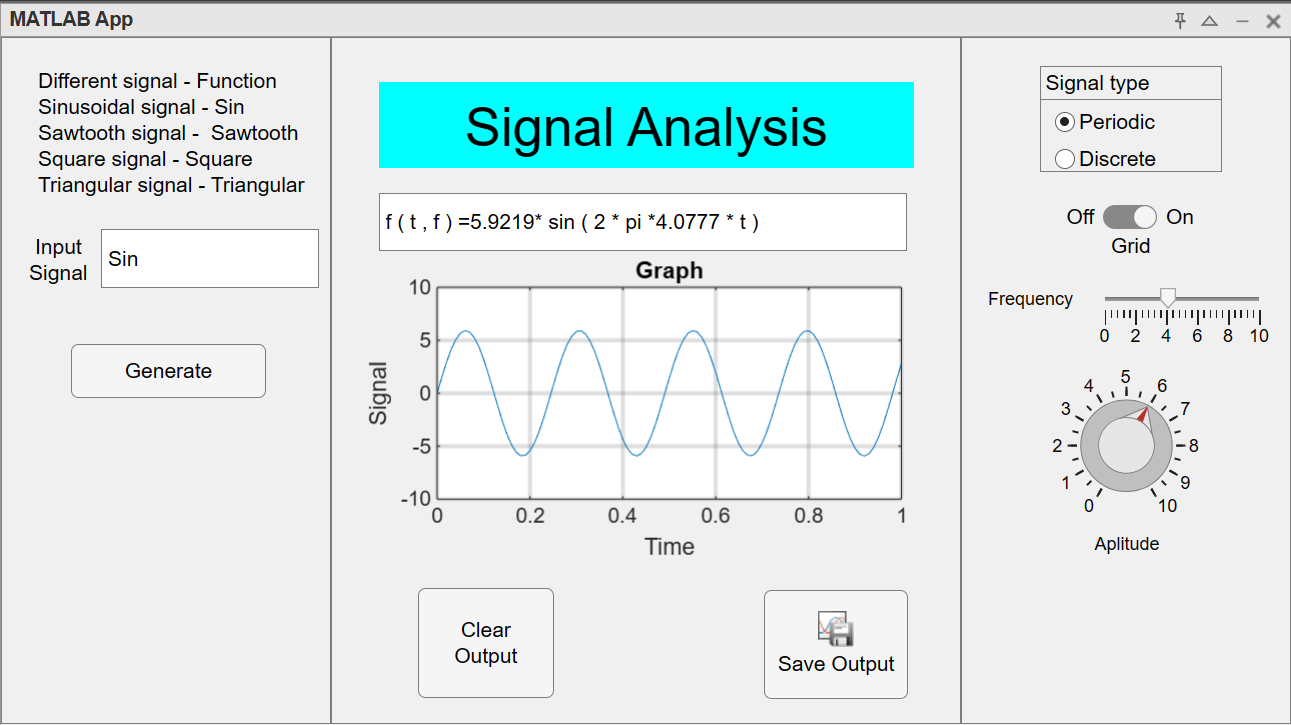 MATLAB App
Different signal - Function
Sinusoidal signal - Sin
Sawtooth signal -  Sawtooth
Square signal - Square
Triangular signal - Triangular
Input
Signal
Sin
Generate
Signal Analysis
f ( t , f ) =5.9219* sin ( 2 * pi *4.0777 * t )
Graph
10
5
0
-5
-10
Signal
0 0.2 0.4 0.6 0.8 1
Time
Clear
Output
Save Output
Signal type
Periodic
Discrete
Off On
Grid
Frequency
0 2 4 6 8 10
0 1 2 3 4 5 6 7 8 9 10
Aplitude